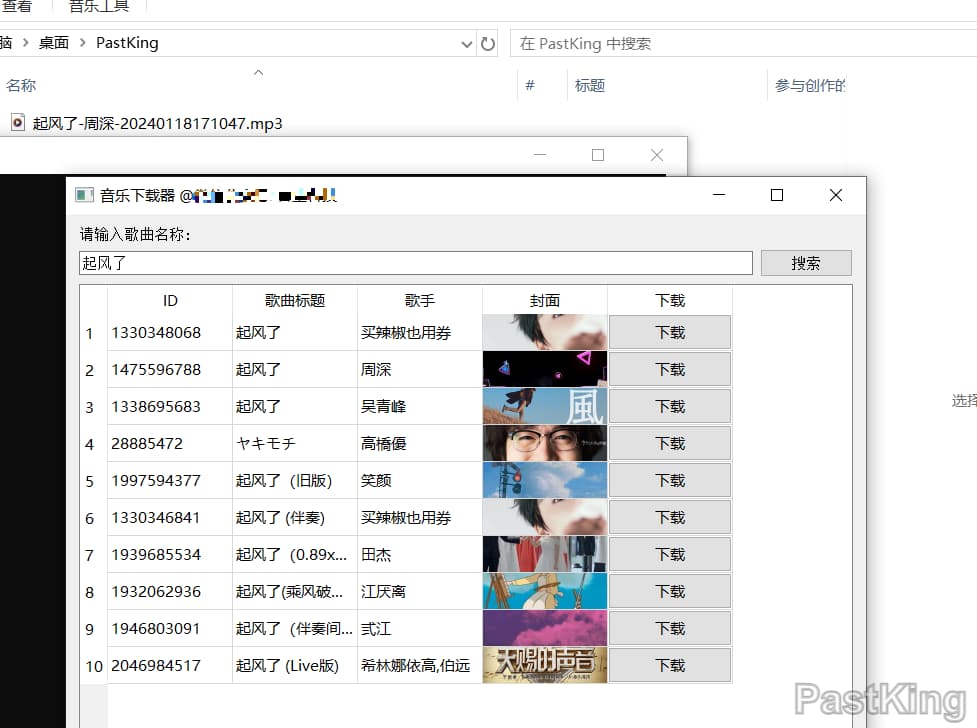 查看 音乐工具
脑 > 桌面 > PastKing 在 PastKing 中搜索
名称 # 标题 参与创作的
起风了-周深-20240118171047.mp3
音乐下载器 @
请输入歌曲名称：
起风了 搜索
ID 歌曲标题 歌手 封面 下载
1 1330348068 起风了 买辣椒也用券 下载
2 1475596788 起风了 周深 下载
3 1338695683 起风了 吴青峰 風 下载
选择
4 28885472 ヤキモチ 高橋優 下载
5 1997594377 起风了（旧版） 笑颜 下载
6 1330346841 起风了 (伴奏) 买辣椒也用券 下载
7 1939685534 起风了（0.89x... 田杰 下载
8 1932062936 起风了(乘风破... 江厌离 下载
9 1946803091 起风了（伴奏间... 弎江 下载
10 2046984517 起风了 (Live版) 希林娜依高,伯远 天赐的声音 下载
PastKing